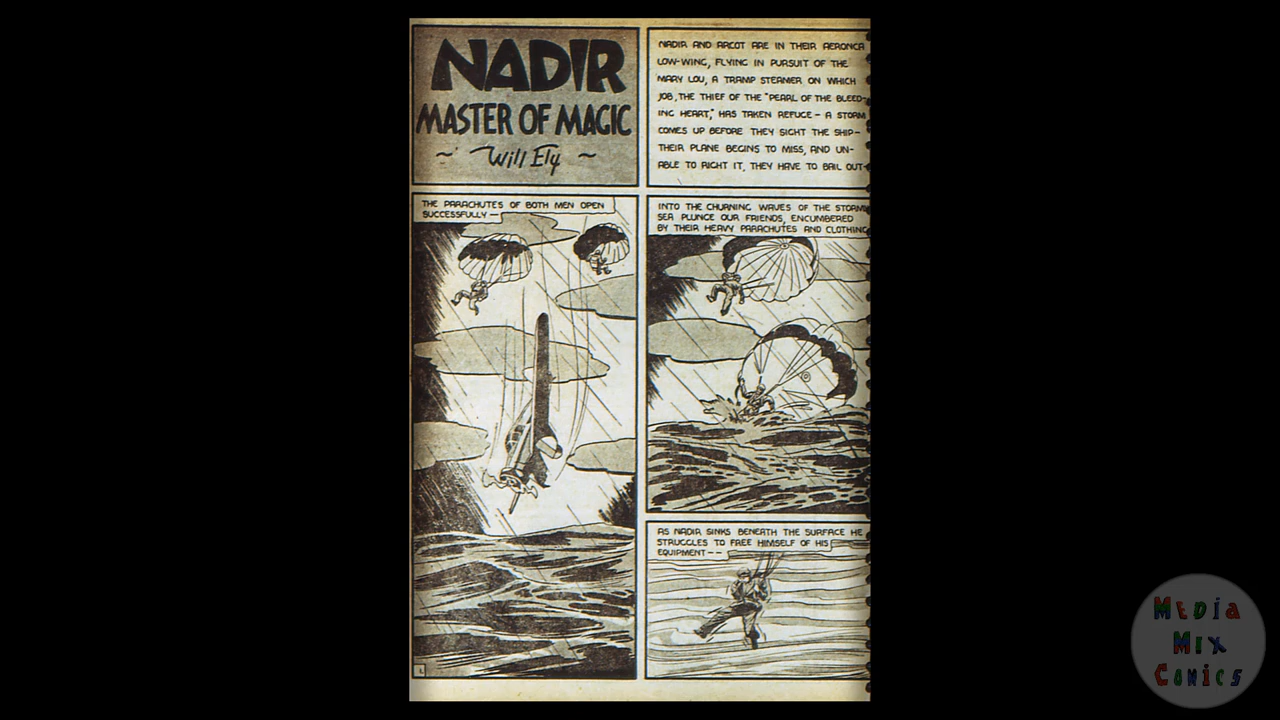 NADIR
MASTER OF MAGIC
~ Will Ely ~
NADIR AND ARCOT ARE IN THEIR AERONCA
LOW-WING, FLYING IN PURSUIT OF THE
MARY LOU, A TRAMP STEAMER ON WHICH
JOB, THE THIEF OF THE "PEARL OF THE BLEED-
ING HEART," HAS TAKEN REFUGE - A STORM
COMES UP BEFORE THEY SIGHT THE SHIP-
THEIR PLANE BEGINS TO MISS, AND UN-
ABLE TO RIGHT IT, THEY HAVE TO BAIL OUT-
THE PARACHUTES OF BOTH MEN OPEN
SUCCESSFULLY —
INTO THE CHURNING WAVES OF THE STORMY
SEA PLUNCE OUR FRIENDS, ENCUMBERED
BY THEIR HEAVY PARACHUTES AND CLOTHING
AS NADIR SINKS BENEATH THE SURFACE HE
STRUGGLES TO FREE HIMSELF OF HIS
EQUIPMENT --
1
MEDiA
Mix
COMiCS